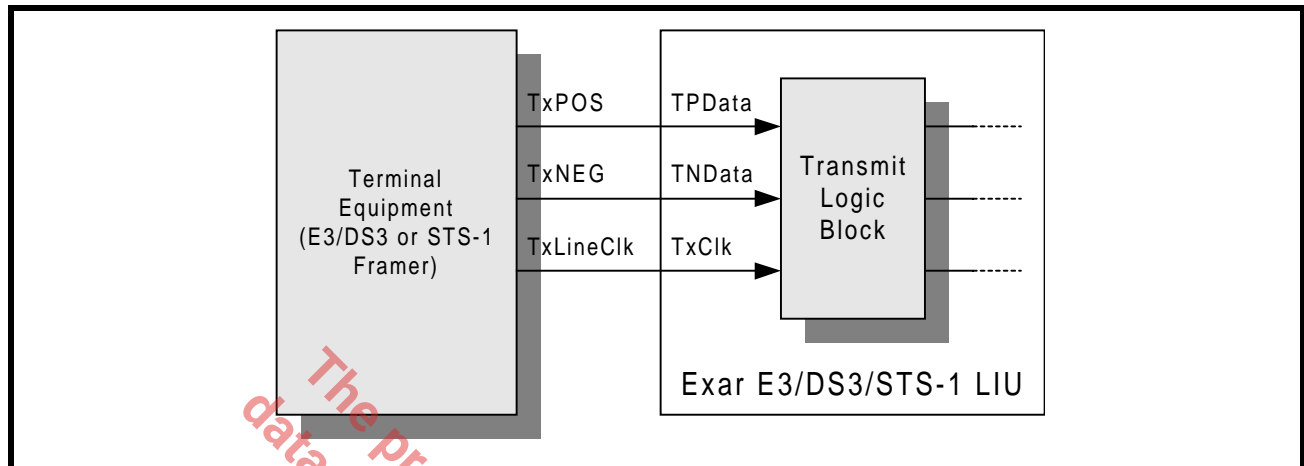 TxPOS TPData
TxNEG TNData
TxLineClk TxClk
Terminal
Equipment
(E3/DS3 or STS-1
Framer)
Transmit
Logic
Block
Exar E3/DS3/STS-1 LIU
The pr
data